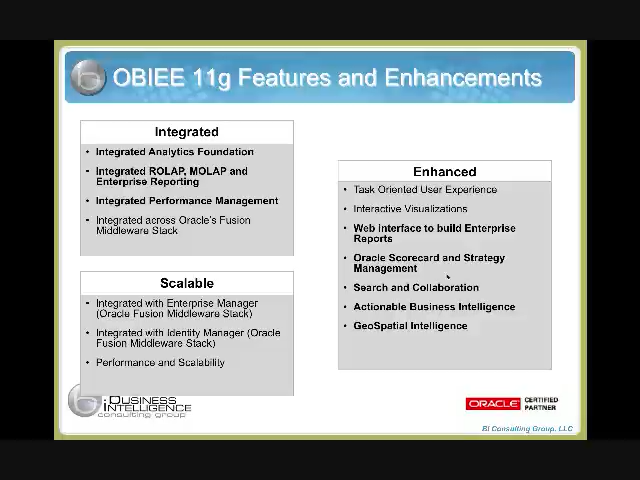 OBIEE 11g Features and Enhancements
Integrated
• Integrated Analytics Foundation
• Integrated ROLAP, MOLAP and
Enterprise Reporting
• Integrated Performance Management
• Integrated across Oracle's Fusion
Middleware Stack
Scalable
• Integrated with Enterprise Manager
(Oracle Fusion Middleware Stack)
• Integrated with Identity Manager (Oracle
Fusion Middleware Stack)
• Performance and Scalability
Enhanced
• Task Oriented User Experience
• Interactive Visualizations
• Web interface to build Enterprise
Reports
• Oracle Scorecard and Strategy
Management
• Search and Collaboration
• Actionable Business Intelligence
• GeoSpatial Intelligence
BUSINESS
INTELLIGENCE
consulting group
ORACLE CERTIFIED
PARTNER
BI Consulting Group, LLC